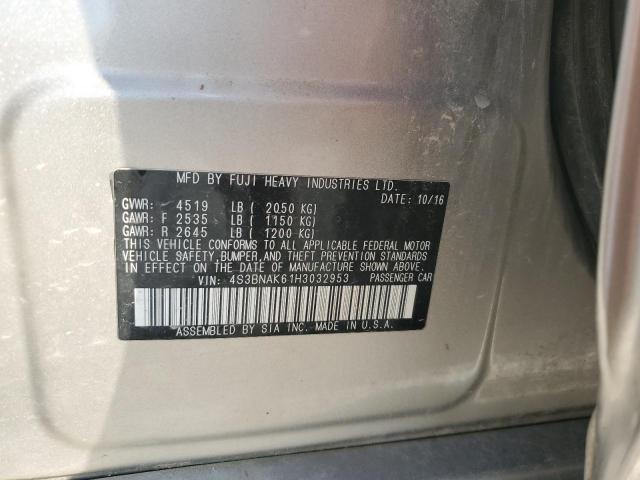 MFD BY FUJI HEAVY INDUSTRIES LTD.
GVWR: 4519 LB ( 2050 KG) DATE: 10/16
GAWR: F 2535 LB ( 1150 KG)
GAWR: R 2645 LB ( 1200 KG)
THIS VEHICLE CONFORMS TO ALL APPLICABLE FEDERAL MOTOR
VEHICLE SAFETY, BUMPER, AND THEFT PREVENTION STANDARDS
IN EFFECT ON THE DATE OF MANUFACTURE SHOWN ABOVE.
VIN: 4S3BNAK61H3032953 PASSENGER CAR
ASSEMBLED BY SIA INC. MADE IN U.S.A.